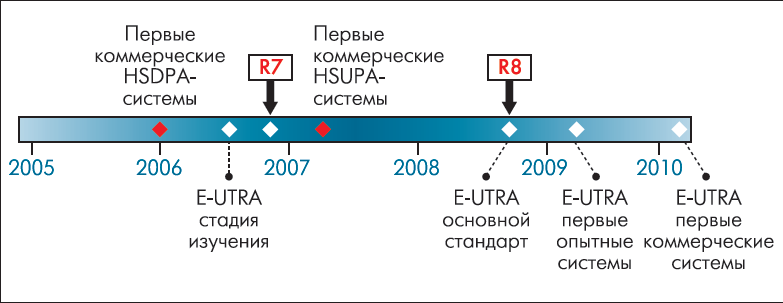 Первые
коммерческие
HSDPA-
системы
R7
Первые
коммерческие
HSUPA-
системы
R8
2005
2006
2007
2008
2009
2010
E-UTRA
стадия
изучения
E-UTRA
основной
стандарт
E-UTRA
первые
опытные
системы
E-UTRA
первые
коммерческие
системы